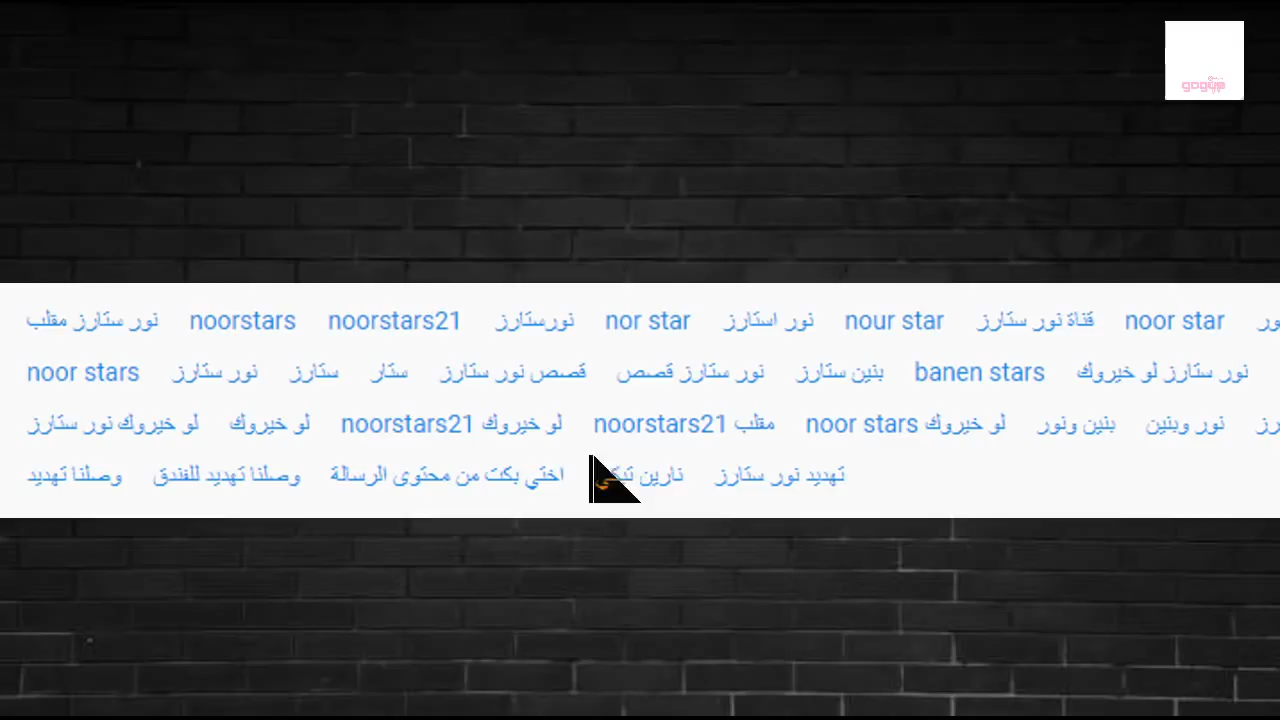 نور ستارز مقلب noorstars noorstars21 نورستارز nor star نور استارز nour star قناة نور ستارز noor star
noor stars نور ستارز ستارز ستار قصص نور ستارز نور ستارز قصص بنين ستارز banen stars نور ستارز لو خيروك
لو خيروك نور ستارز لو خيروك noorstars21 لو خيروك noorstars21 مقلب noor stars لو خيروك بنين ونور نور وبنين
وصلنا تهديد وصلنا تهديد للفندق اختي بكت من محتوى الرسالة نارين تهديد نور ستارز